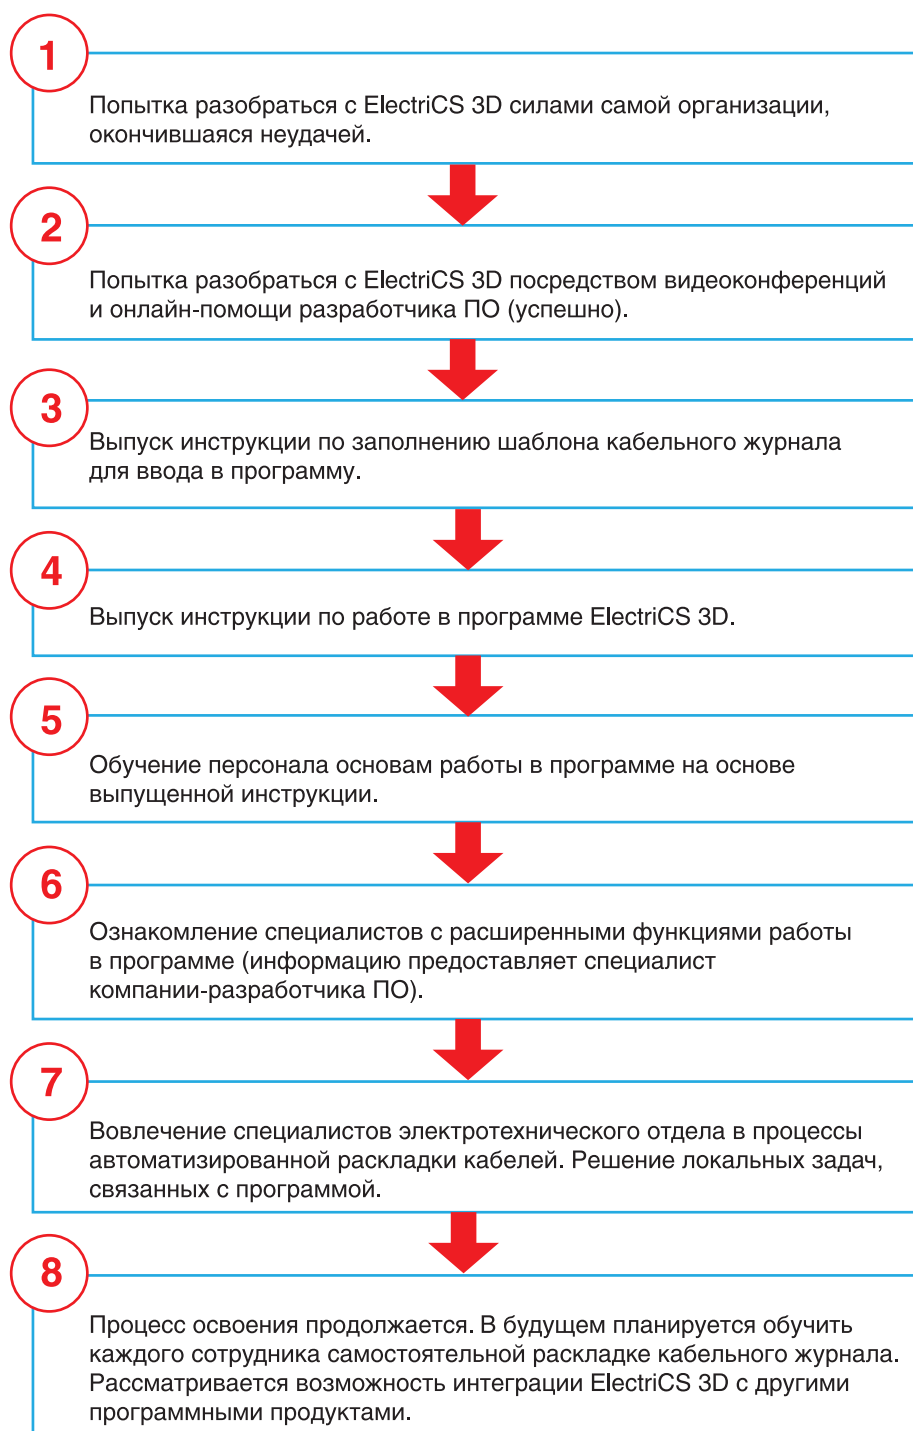 1
Попытка разобраться с ElectriCS 3D силами самой организации,
окончившаяся неудачей.
2
Попытка разобраться с ElectriCS 3D посредством видеоконференций
и онлайн-помощи разработчика ПО (успешно).
3
Выпуск инструкции по заполнению шаблона кабельного журнала
для ввода в программу.
4
Выпуск инструкции по работе в программе ElectriCS 3D.
5
Обучение персонала основам работы в программе на основе
выпущенной инструкции.
6
Ознакомление специалистов с расширенными функциями работы
в программе (информацию предоставляет специалист
компании-разработчика ПО).
7
Вовлечение специалистов электротехнического отдела в процессы
автоматизированной раскладки кабелей. Решение локальных задач,
связанных с программой.
8
Процесс освоения продолжается. В будущем планируется обучить
каждого сотрудника самостоятельной раскладке кабельного журнала.
Рассматривается возможность интеграции ElectriCS 3D с другими
программными продуктами.